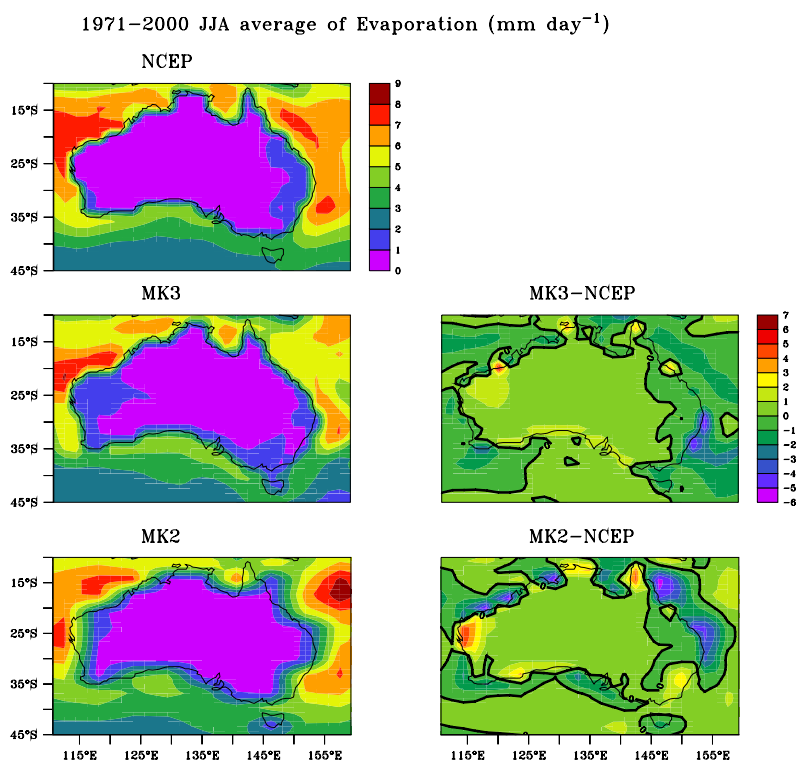 1971−2000 JJA average of Evaporation (mm day⁻¹)
NCEP
15°S
25°S
35°S
45°S
9
8
7
6
5
4
3
2
1
0
MK3
15°S
25°S
35°S
45°S
MK3−NCEP
7
6
5
4
3
2
1
0
−1
−2
−3
−4
−5
−6
MK2
15°S
25°S
35°S
45°S
115°E 125°E 135°E 145°E 155°E
MK2−NCEP
115°E 125°E 135°E 145°E 155°E